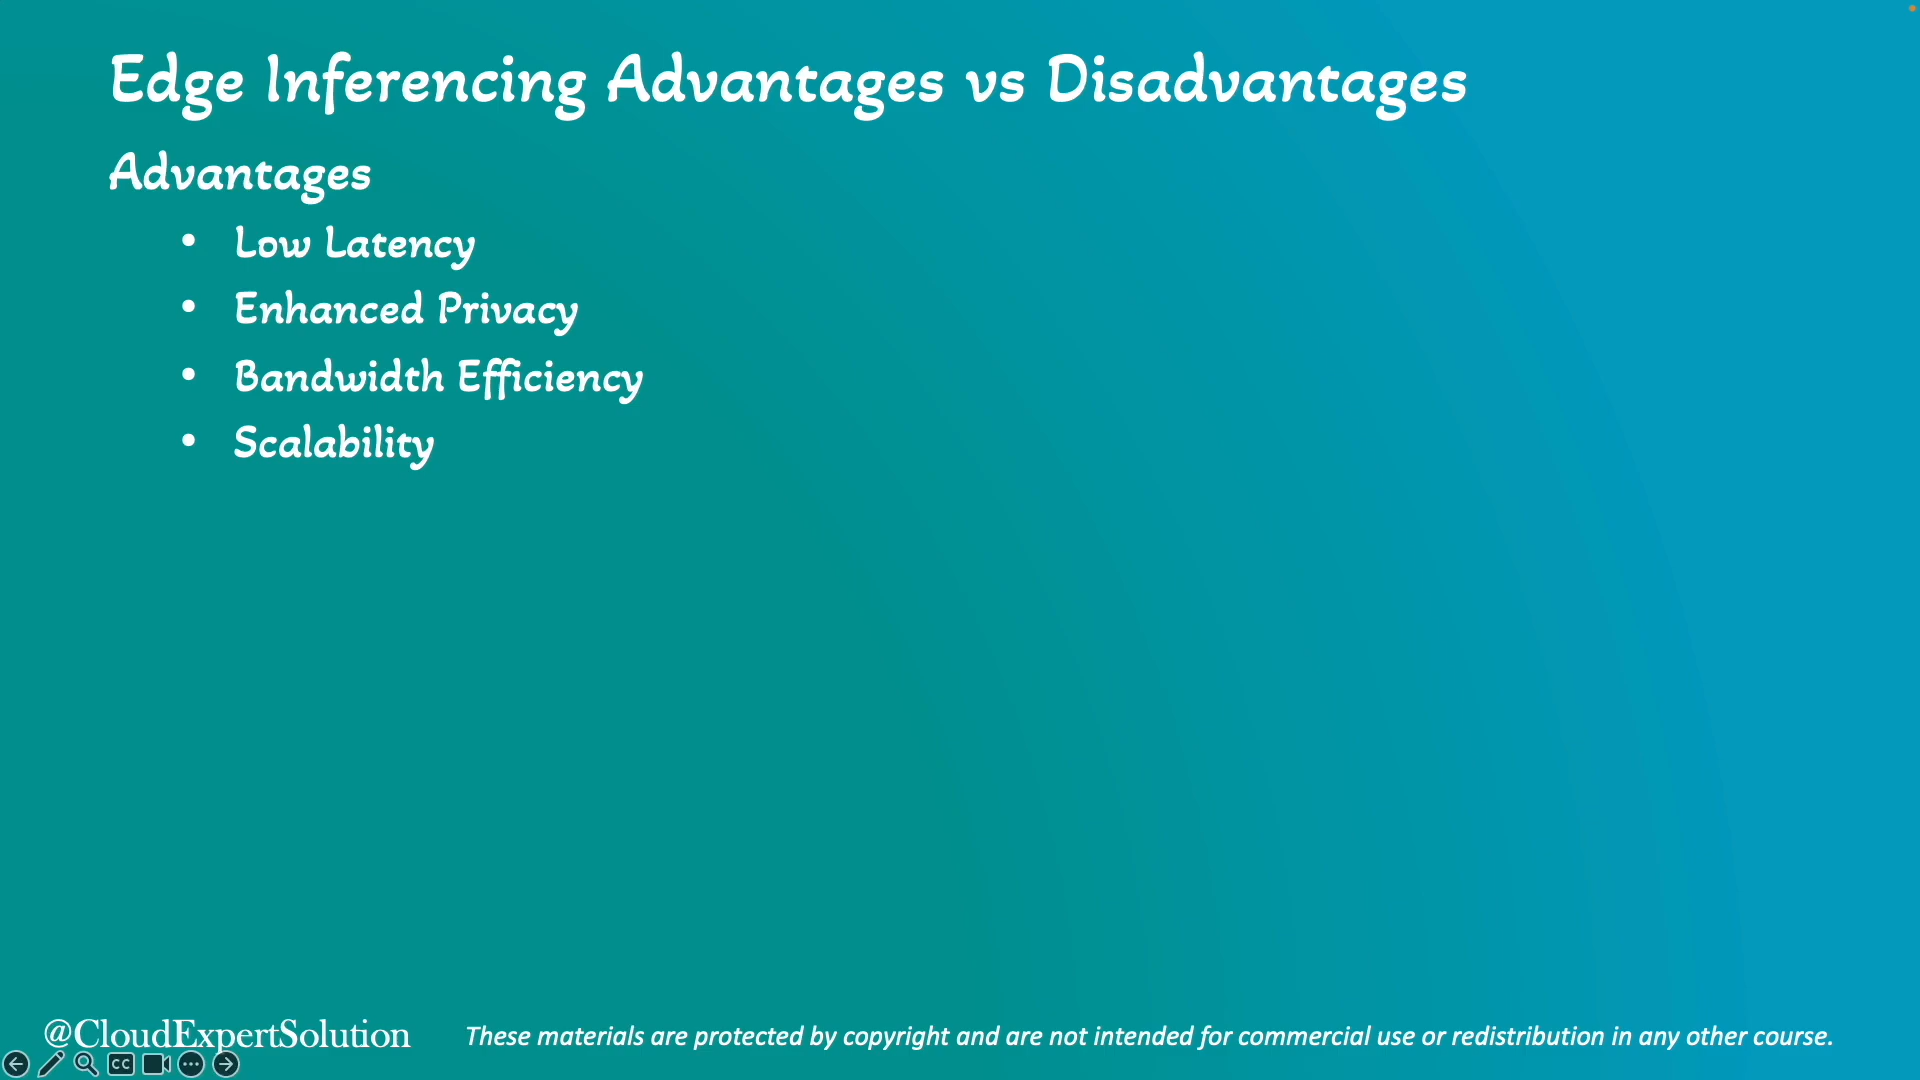 Edge Inferencing Advantages vs Disadvantages
Advantages
• Low Latency
• Enhanced Privacy
• Bandwidth Efficiency
• Scalability
@CloudExpertSolution
These materials are protected by copyright and are not intended for commercial use or redistribution in any other course.
CC